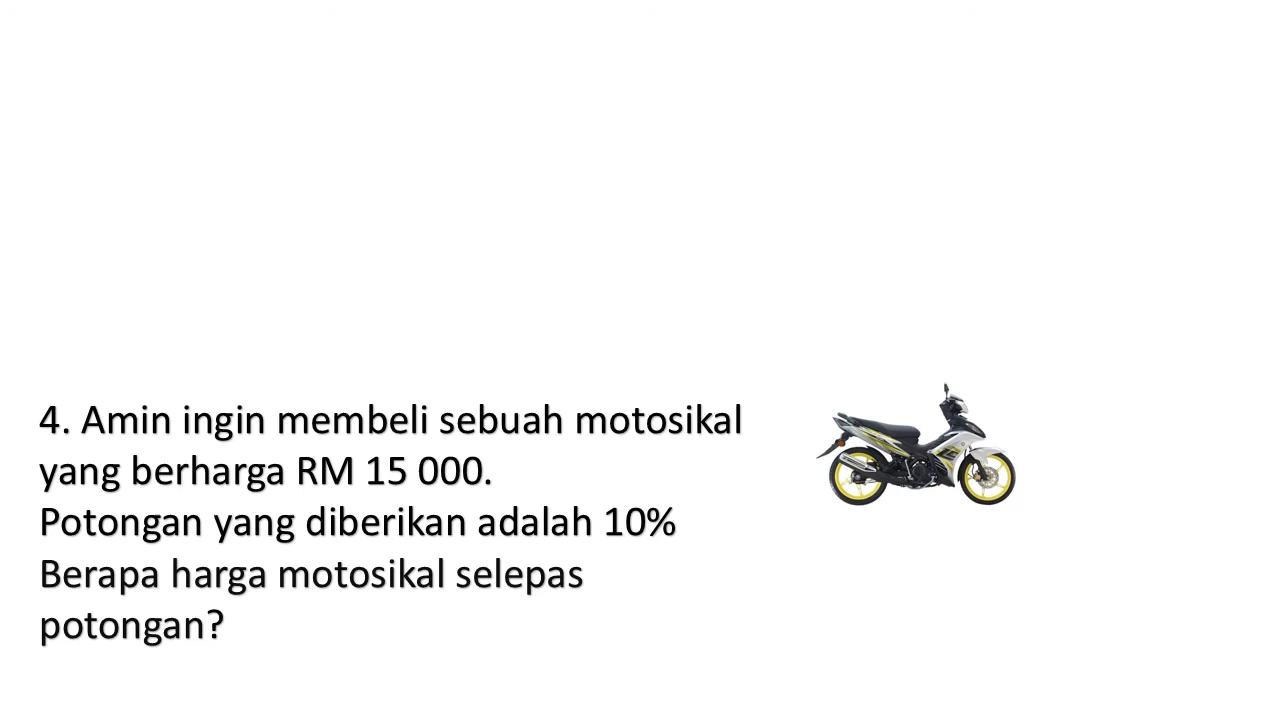 4. Amin ingin membeli sebuah motosikal
yang berharga RM 15 000.
Potongan yang diberikan adalah 10%
Berapa harga motosikal selepas
potongan?